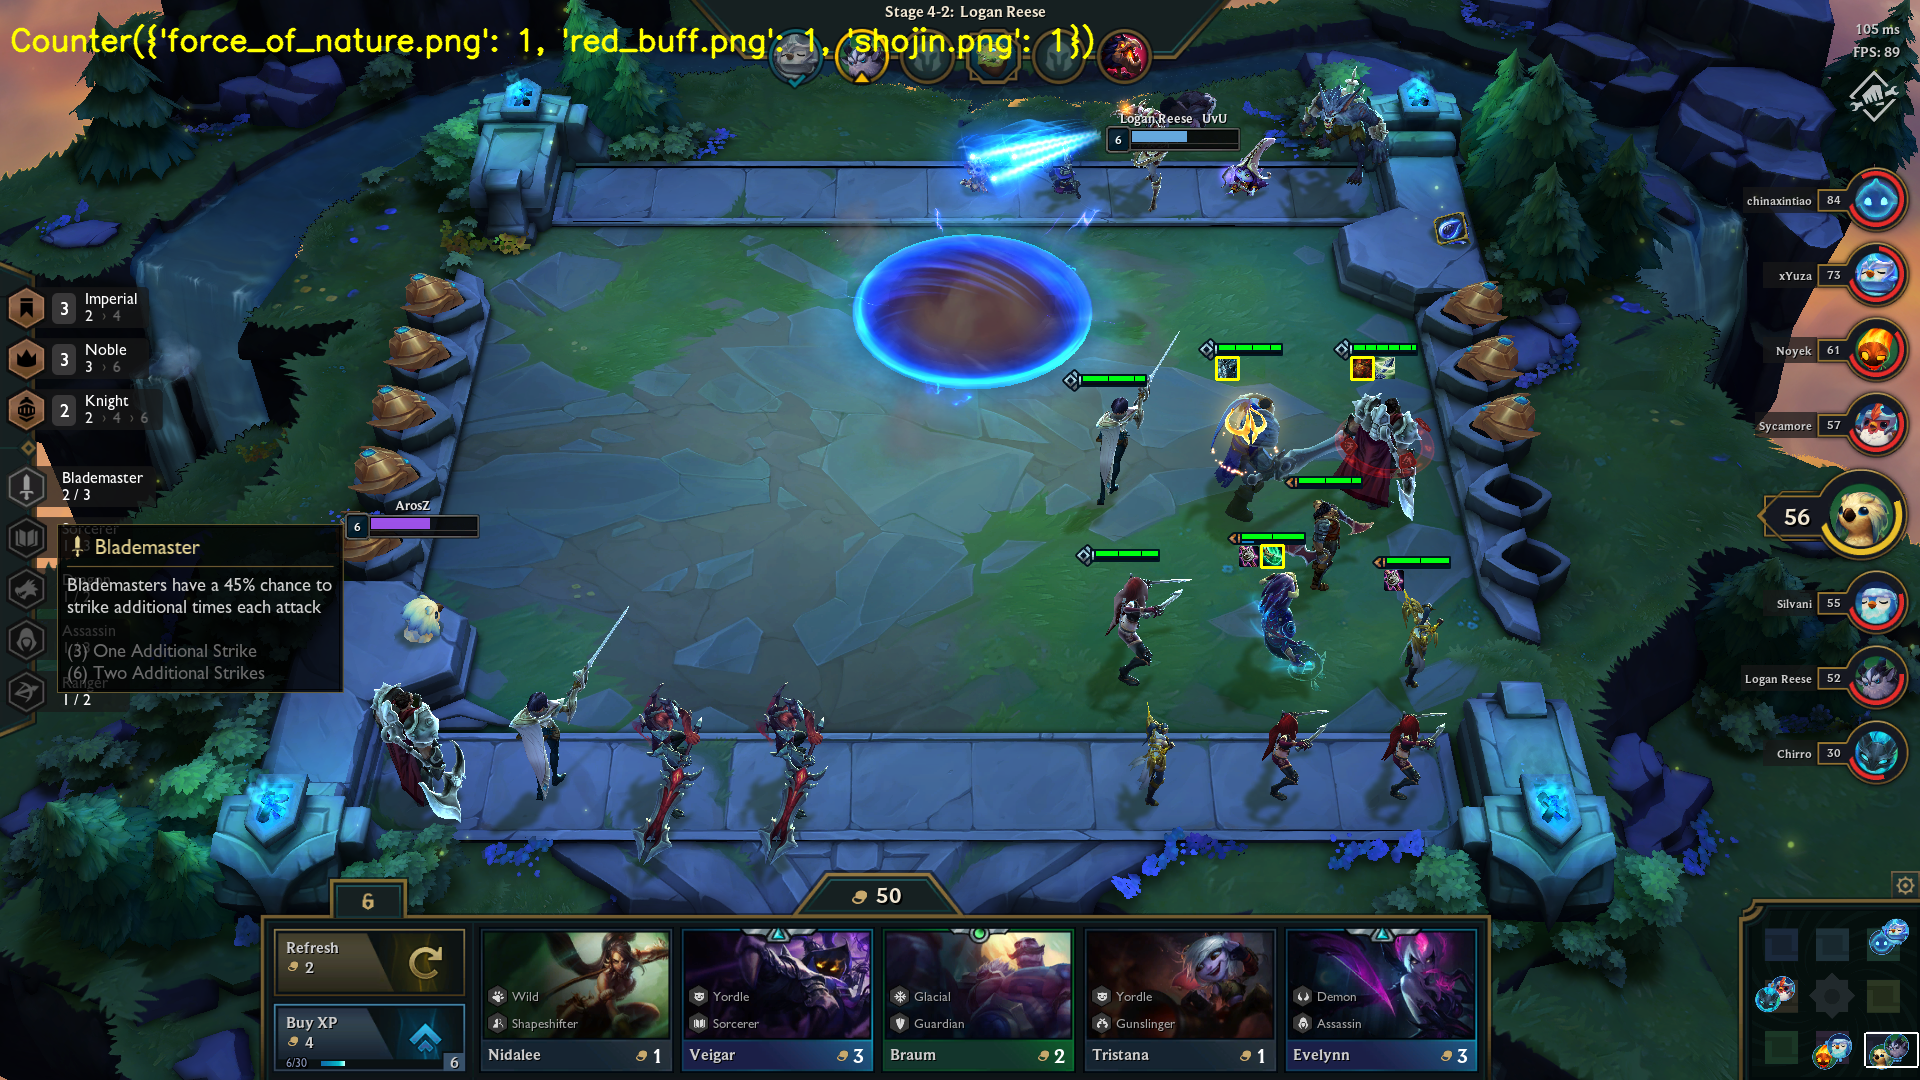 Stage 4-2: Logan Reese
Counter({'force_of_nature.png': 1, 'red_buff.png': 1, 'shojin.png': 1})
105 ms
FPS: 89
Logan Reese UvU
6
chinaxintiao 84
xYuza 73
Noyek 61
Sycamore 57
56
Silvani 55
Logan Reese 52
Chirro 30
3 Imperial
2 › 4
3 Noble
3 › 6
2 Knight
2 › 4 › 6
Blademaster
2 / 3
Sorcerer
Blademaster
Blademasters have a 45% chance to
strike additional times each attack
Assassin
(3) One Additional Strike
(6) Two Additional Strikes
Ranger
1 / 2
ArosZ
6
6
50
Refresh
2
Buy XP
4
6/30
6
Wild
Shapeshifter
Nidalee 1
Yordle
Sorcerer
Veigar 3
Glacial
Guardian
Braum 2
Yordle
Gunslinger
Tristana 1
Demon
Assassin
Evelynn 3